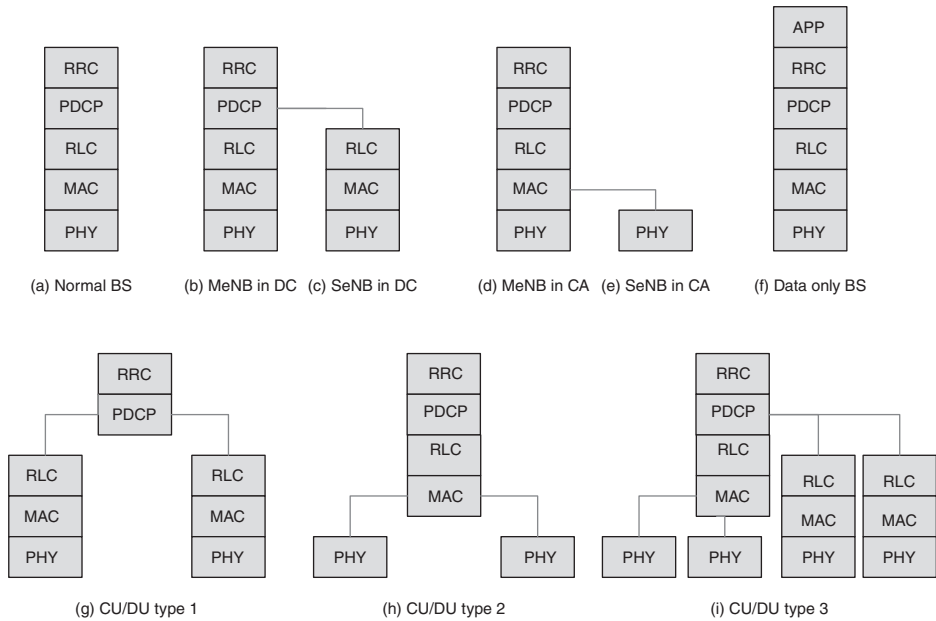 RRC
PDCP
RLC
MAC
PHY
(a) Normal BS
RRC
PDCP
RLC
MAC
PHY
(b) MeNB in DC
RLC
MAC
PHY
(c) SeNB in DC
RRC
PDCP
RLC
MAC
PHY
(d) MeNB in CA
PHY
(e) SeNB in CA
APP
RRC
PDCP
RLC
MAC
PHY
(f) Data only BS
RRC
PDCP
RLC
MAC
PHY
RLC
MAC
PHY
(g) CU/DU type 1
RRC
PDCP
RLC
MAC
PHY
PHY
(h) CU/DU type 2
RRC
PDCP
RLC
MAC
PHY
PHY
RLC
MAC
PHY
RLC
MAC
PHY
(i) CU/DU type 3